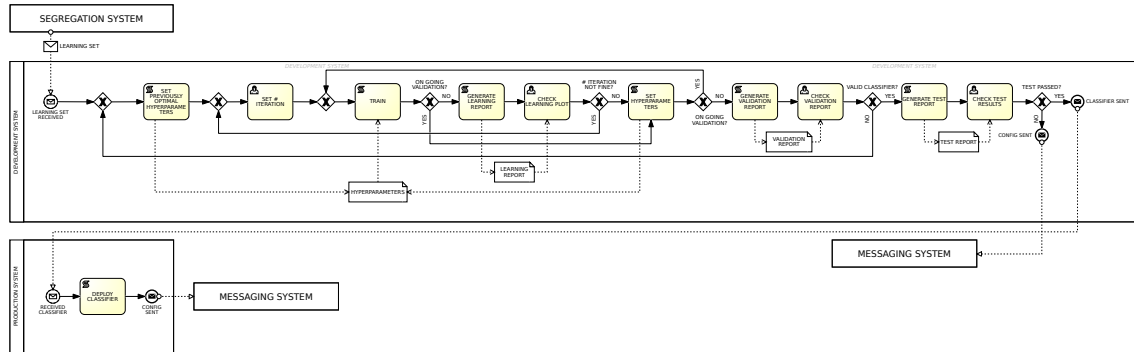 SEGREGATION SYSTEM
LEARNING SET
DEVELOPMENT SYSTEM
DEVELOPMENT SYSTEM
DEVELOPMENT SYSTEM
LEARNING SET
RECEIVED
SET
PREVIOUSLY
OPTIMAL
HYPERPARAME
TERS
SET #
ITERATION
TRAIN
ON GOING
VALIDATION?
NO
YES
GENERATE
LEARNING
REPORT
CHECK
LEARNING PLOT
# ITERATION
NOT FINE?
NO
YES
SET
HYPERPARAME
TERS
YES
NO
ON GOING
VALIDATION?
GENERATE
VALIDATION
REPORT
CHECK
VALIDATION
REPORT
VALID CLASSIFIER?
YES
NO
GENERATE TEST
REPORT
CHECK TEST
RESULTS
TEST PASSED?
YES
CLASSIFIER SENT
NO
CONFIG SENT
VALIDATION
REPORT
TEST REPORT
LEARNING
REPORT
HYPERPARAMETERS
PRODUCTION SYSTEM
RECEIVED
CLASSIFIER
DEPLOY
CLASSIFIER
CONFIG
SENT
MESSAGING SYSTEM
MESSAGING SYSTEM